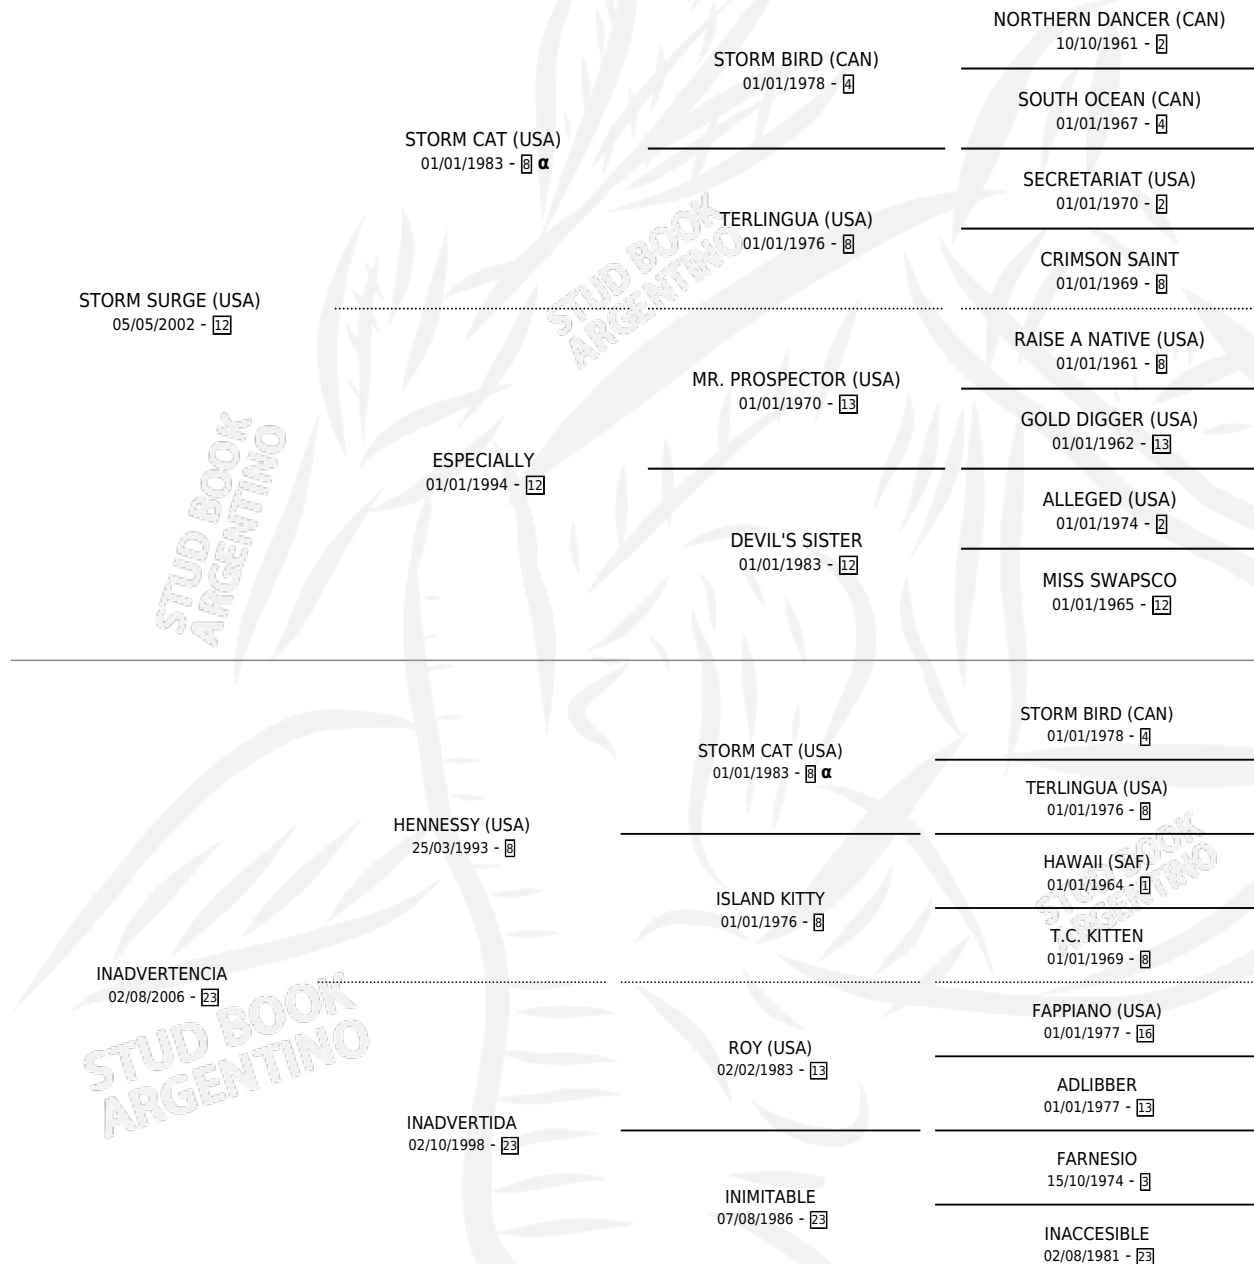 NORTHERN DANCER (CAN)
10/10/1961 - 2
STORM BIRD (CAN)
01/01/1978 - 4
SOUTH OCEAN (CAN)
01/01/1967 - 4
STORM CAT (USA)
01/01/1983 - 8 α
SECRETARIAT (USA)
01/01/1970 - 2
TERLINGUA (USA)
01/01/1976 - 8
CRIMSON SAINT
01/01/1969 - 8
STORM SURGE (USA)
05/05/2002 - 12
RAISE A NATIVE (USA)
01/01/1961 - 8
MR. PROSPECTOR (USA)
01/01/1970 - 13
GOLD DIGGER (USA)
01/01/1962 - 13
ESPECIALLY
01/01/1994 - 12
ALLEGED (USA)
01/01/1974 - 2
DEVIL'S SISTER
01/01/1983 - 12
MISS SWAPSCO
01/01/1965 - 12
STORM BIRD (CAN)
01/01/1978 - 4
STORM CAT (USA)
01/01/1983 - 8 α
TERLINGUA (USA)
01/01/1976 - 8
HENNESSY (USA)
25/03/1993 - 8
HAWAII (SAF)
01/01/1964 - 1
ISLAND KITTY
01/01/1976 - 8
T.C. KITTEN
01/01/1969 - 8
INADVERTENCIA
02/08/2006 - 23
FAPPIANO (USA)
01/01/1977 - 16
ROY (USA)
02/02/1983 - 13
ADLIBBER
01/01/1977 - 13
INADVERTIDA
02/10/1998 - 23
FARNESIO
15/10/1974 - 3
INIMITABLE
07/08/1986 - 23
INACCESIBLE
02/08/1981 - 23
STUD BOOK
ARGENTINO
STUD BOOK
ARGENTINO
STUD BOOK
ARGENTINO
STUD BOOK
ARGENTINO